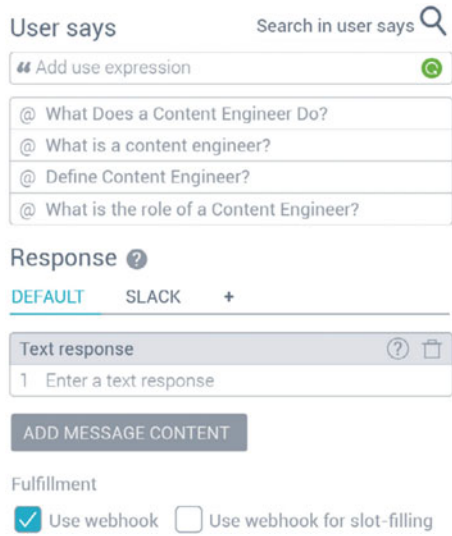 User says
Search in user says
“ Add use expression
@ What Does a Content Engineer Do?
@ What is a content engineer?
@ Define Content Engineer?
@ What is the role of a Content Engineer?
Response ?
DEFAULT SLACK +
Text response ?
1 Enter a text response
ADD MESSAGE CONTENT
Fulfillment
Use webhook Use webhook for slot-filling